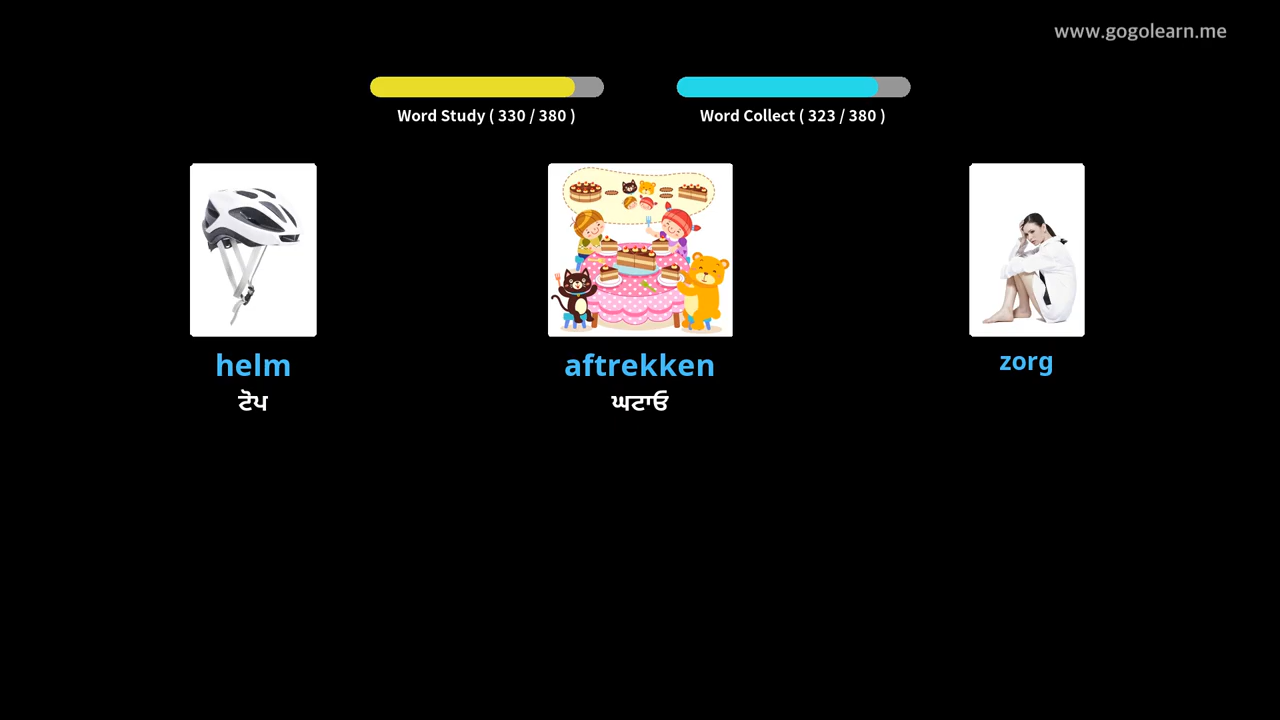 www.gogolearn.me
Word Study ( 330 / 380 )
Word Collect ( 323 / 380 )
helm
aftrekken
zorg
ਟੋਪ
ਘਟਾਓ